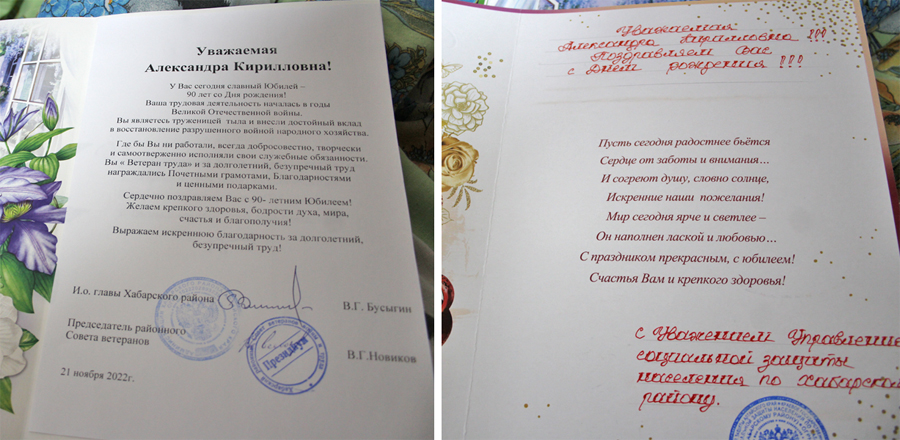 Уважаемая
Александра Кирилловна!
У Вас сегодня славный Юбилей –
90 лет со Дня рождения!
Ваша трудовая деятельность началась в годы
Великой Отечественной войны.
Вы являетесь труженицей тыла и внесли достойный вклад
в восстановление разрушенного войной народного хозяйства.
Где бы Вы ни работали, всегда добросовестно, творчески
и самоотверженно исполняли свои служебные обязанности.
Вы « Ветеран труда» и за долголетний, безупречный труд
награждались Почетными грамотами, Благодарностями
и ценными подарками.
Сердечно поздравляем Вас с 90- летним Юбилеем!
Желаем крепкого здоровья, бодрости духа, мира,
счастья и благополучия!
Выражаем искреннюю благодарность за долголетний,
безупречный труд!
И.о. главы Хабарского района В.Г. Бусыгин
Председатель районного
Совета ветеранов В.Г.Новиков
Президиум
21 ноября 2022г.
Уважаемая
Александра Кирилловна !!!
Поздравляем Вас
с Днем рождения !!!
Пусть сегодня радостнее бьётся
Сердце от заботы и внимания…
И согреют душу, словно солнце,
Искренние наши пожелания!
Мир сегодня ярче и светлее –
Он наполнен лаской и любовью…
С праздником прекрасным, с юбилеем!
Счастья Вам и крепкого здоровья!
с Уважением Управление
социальной защиты
населения по Хабарском
району.